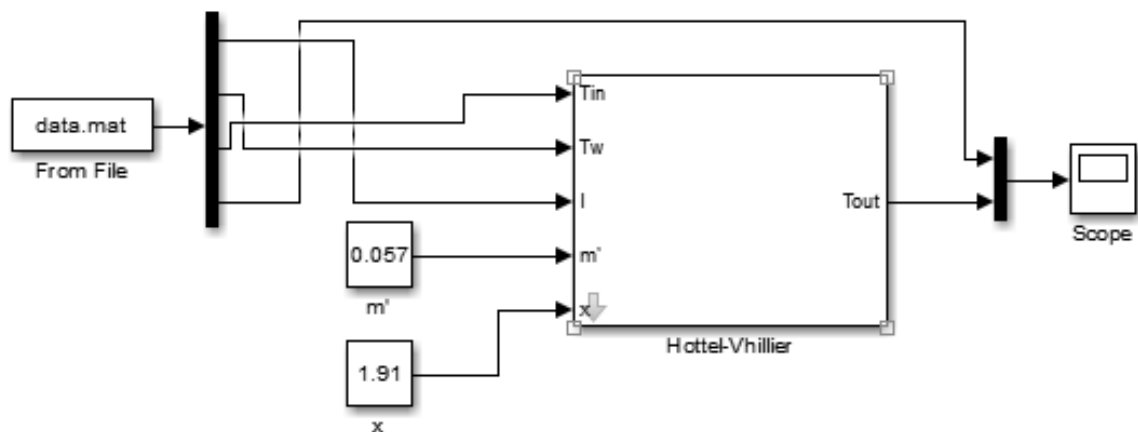 data.mat
From File
Tin
Tw
I
m'
x
Tout
Hottel-Vhillier
0.057
m'
1.91
x
Scope